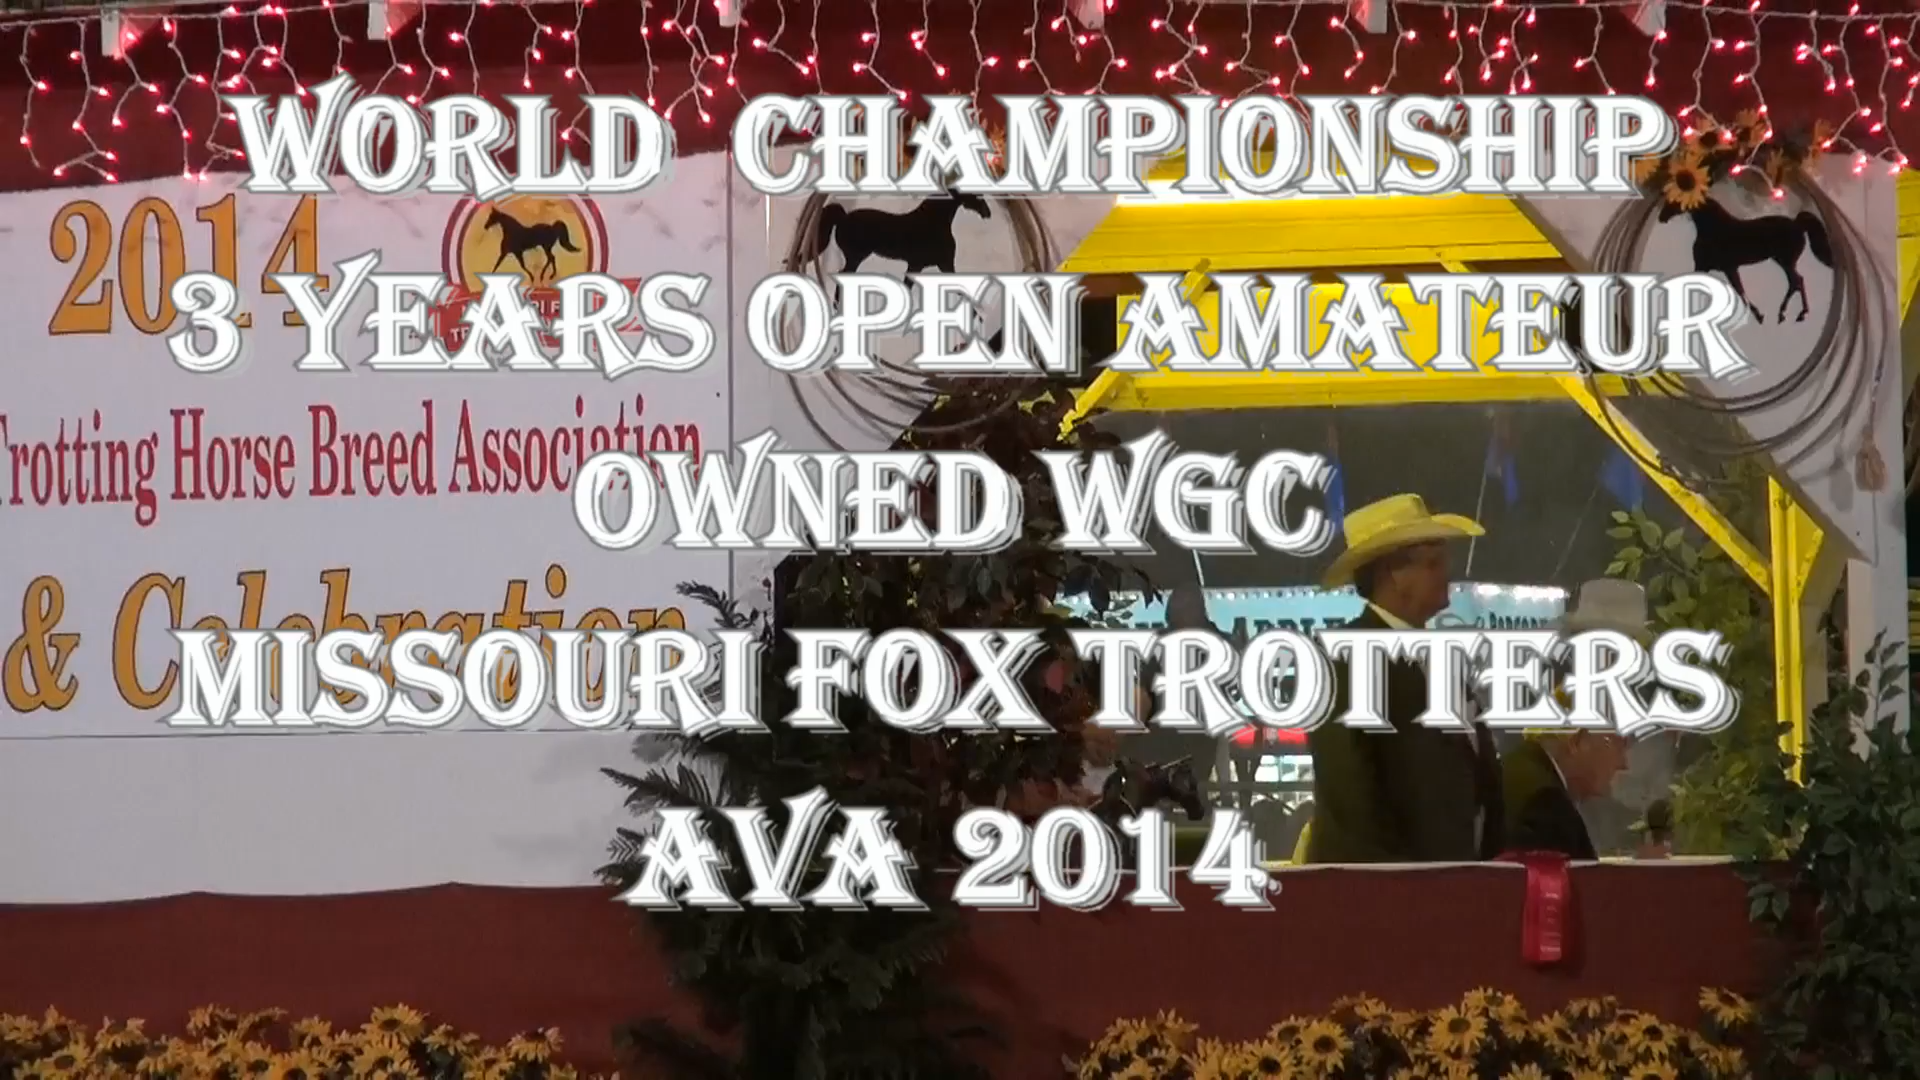 WORLD CHAMPIONSHIP
2014
3 YEARS OPEN AMATEUR
Trotting Horse Breed Association
OWNED WGC
& Celebration
MISSOURI FOX TROTTERS
AVA 2014